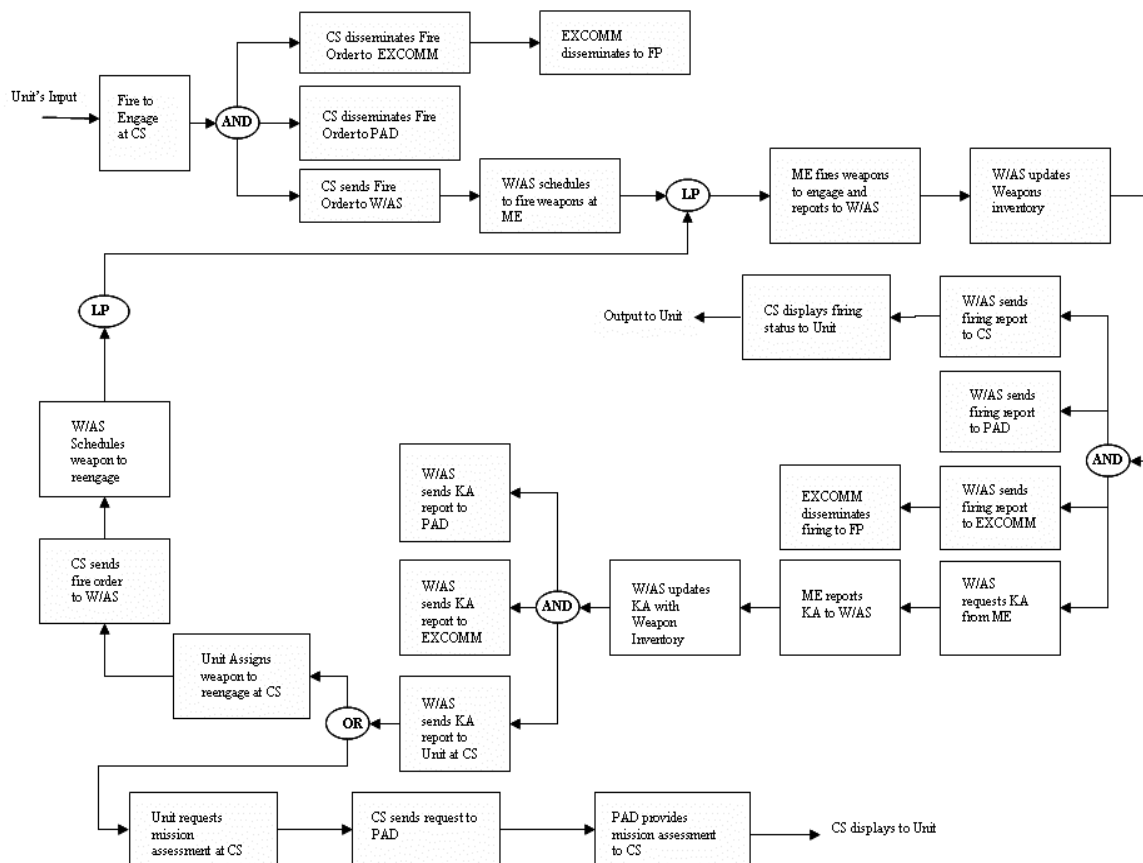 Unit's Input
Fire to
Engage
at CS
AND
CS disseminates Fire
Order to EXCOMM
EXCOMM
disseminates to FP
CS disseminates Fire
Order to PAD
CS sends Fire
Order to W/AS
W/AS schedules
to fire weapons at
ME
LP
ME fires weapons
to engage and
reports to W/AS
W/AS updates
Weapons
inventory
AND
W/AS sends
firing report
to CS
CS displays firing
status to Unit
Output to Unit
W/AS sends
firing report
to PAD
W/AS sends
firing report
to EXCOMM
EXCOMM
disseminates
firing to FP
W/AS
requests KA
from ME
ME reports
KA to W/AS
W/AS updates
KA with
Weapon
Inventory
AND
W/AS
sends KA
report to
PAD
W/AS
sends KA
report to
EXCOMM
W/AS
sends KA
report to
Unit at CS
OR
Unit Assigns
weapon to
reengage at CS
CS sends
fire order
to W/AS
W/AS
Schedules
weapon to
reengage
LP
Unit requests
mission
assessment at CS
CS sends request to
PAD
PAD provides
mission assessment
to CS
CS displays to Unit